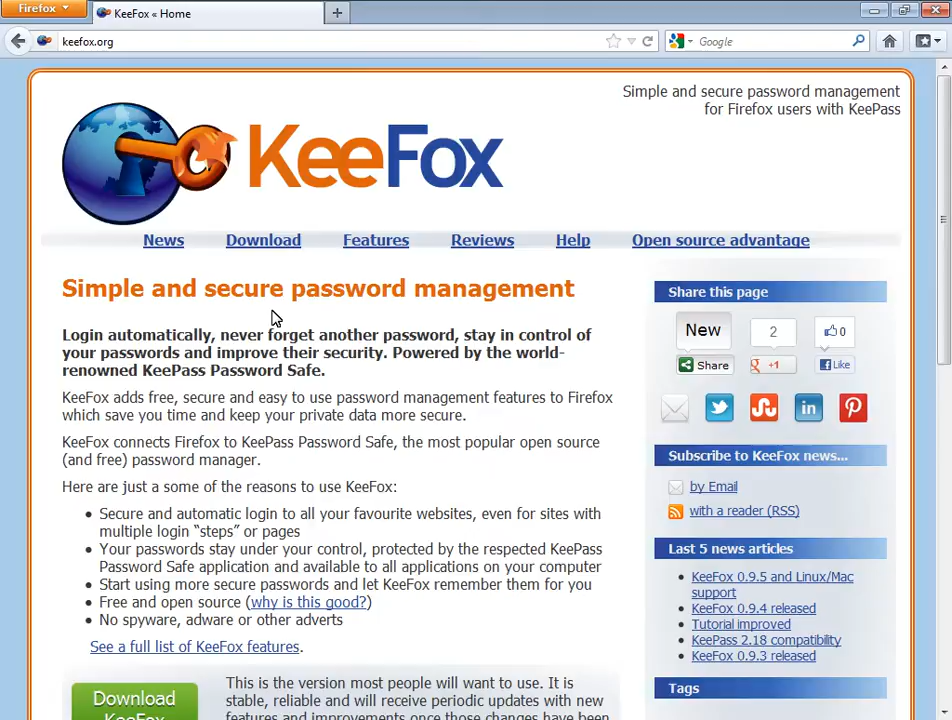 Firefox
KeeFox « Home
keefox.org
Google
Simple and secure password management
for Firefox users with KeePass
KeeFox
News Download Features Reviews Help Open source advantage
Simple and secure password management
Login automatically, never forget another password, stay in control of
your passwords and improve their security. Powered by the world-
renowned KeePass Password Safe.
KeeFox adds free, secure and easy to use password management features to Firefox
which save you time and keep your private data more secure.
KeeFox connects Firefox to KeePass Password Safe, the most popular open source
(and free) password manager.
Here are just a some of the reasons to use KeeFox:
Secure and automatic login to all your favourite websites, even for sites with
multiple login “steps” or pages
Your passwords stay under your control, protected by the respected KeePass
Password Safe application and available to all applications on your computer
Start using more secure passwords and let KeeFox remember them for you
Free and open source (why is this good?)
No spyware, adware or other adverts
See a full list of KeeFox features.
Download
KeeFox
This is the version most people will want to use. It is
stable, reliable and will receive periodic updates with new
features and improvements once those changes have been
Share this page
New 2 0
Share +1 Like
Subscribe to KeeFox news...
by Email
with a reader (RSS)
Last 5 news articles
KeeFox 0.9.5 and Linux/Mac
support
KeeFox 0.9.4 released
Tutorial improved
KeePass 2.18 compatibility
KeeFox 0.9.3 released
Tags